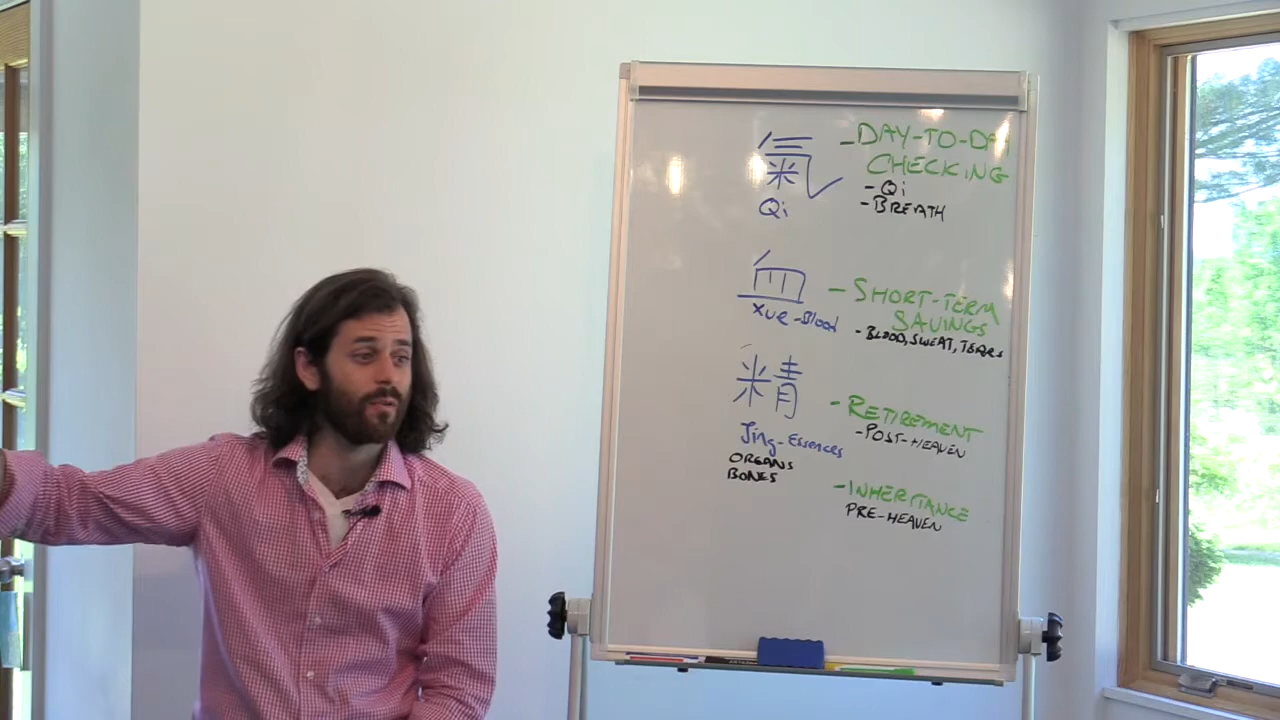 氣 - DAY-TO-DAY
CHECKING
- Qi
Qi - BREATH
血 - SHORT-TERM
SAVINGS
Xue-Blood - BLOOD, SWEAT, TEARS
精 - RETIREMENT
- POST-HEAVEN
Jing-Essences
ORGANS
BONES
- INHERITANCE
PRE-HEAVEN